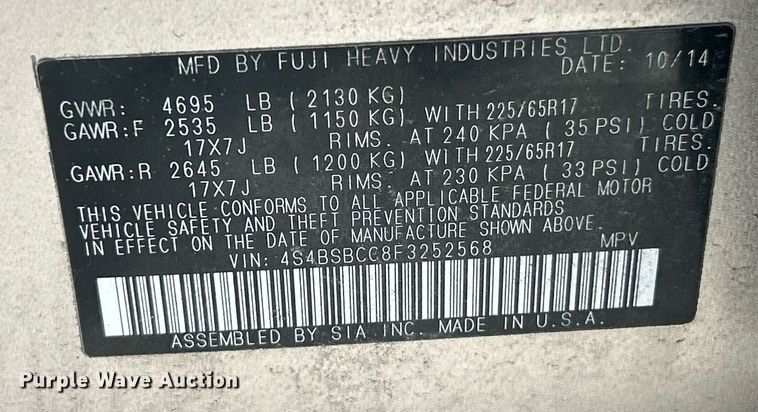 MFD BY FUJI HEAVY INDUSTRIES LTD.
DATE: 10/14
GVWR: 4695 LB ( 2130 KG)
GAWR:F 2535 LB ( 1150 KG) WITH 225/65R17 TIRES.
17X7J RIMS. AT 240 KPA ( 35 PSI) COLD
GAWR:R 2645 LB ( 1200 KG) WITH 225/65R17 TIRES.
17X7J RIMS. AT 230 KPA ( 33 PSI) COLD
THIS VEHICLE CONFORMS TO ALL APPLICABLE FEDERAL MOTOR
VEHICLE SAFETY AND THEFT PREVENTION STANDARDS
IN EFFECT ON THE DATE OF MANUFACTURE SHOWN ABOVE.
VIN: 4S4BSBCC8F3252568 MPV
ASSEMBLED BY SIA INC. MADE IN U.S.A.
Purple Wave Auction